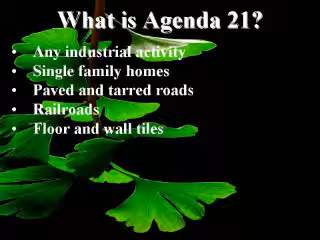 What is Agenda 21?
• Any industrial activity
• Single family homes
• Paved and tarred roads
• Railroads
• Floor and wall tiles